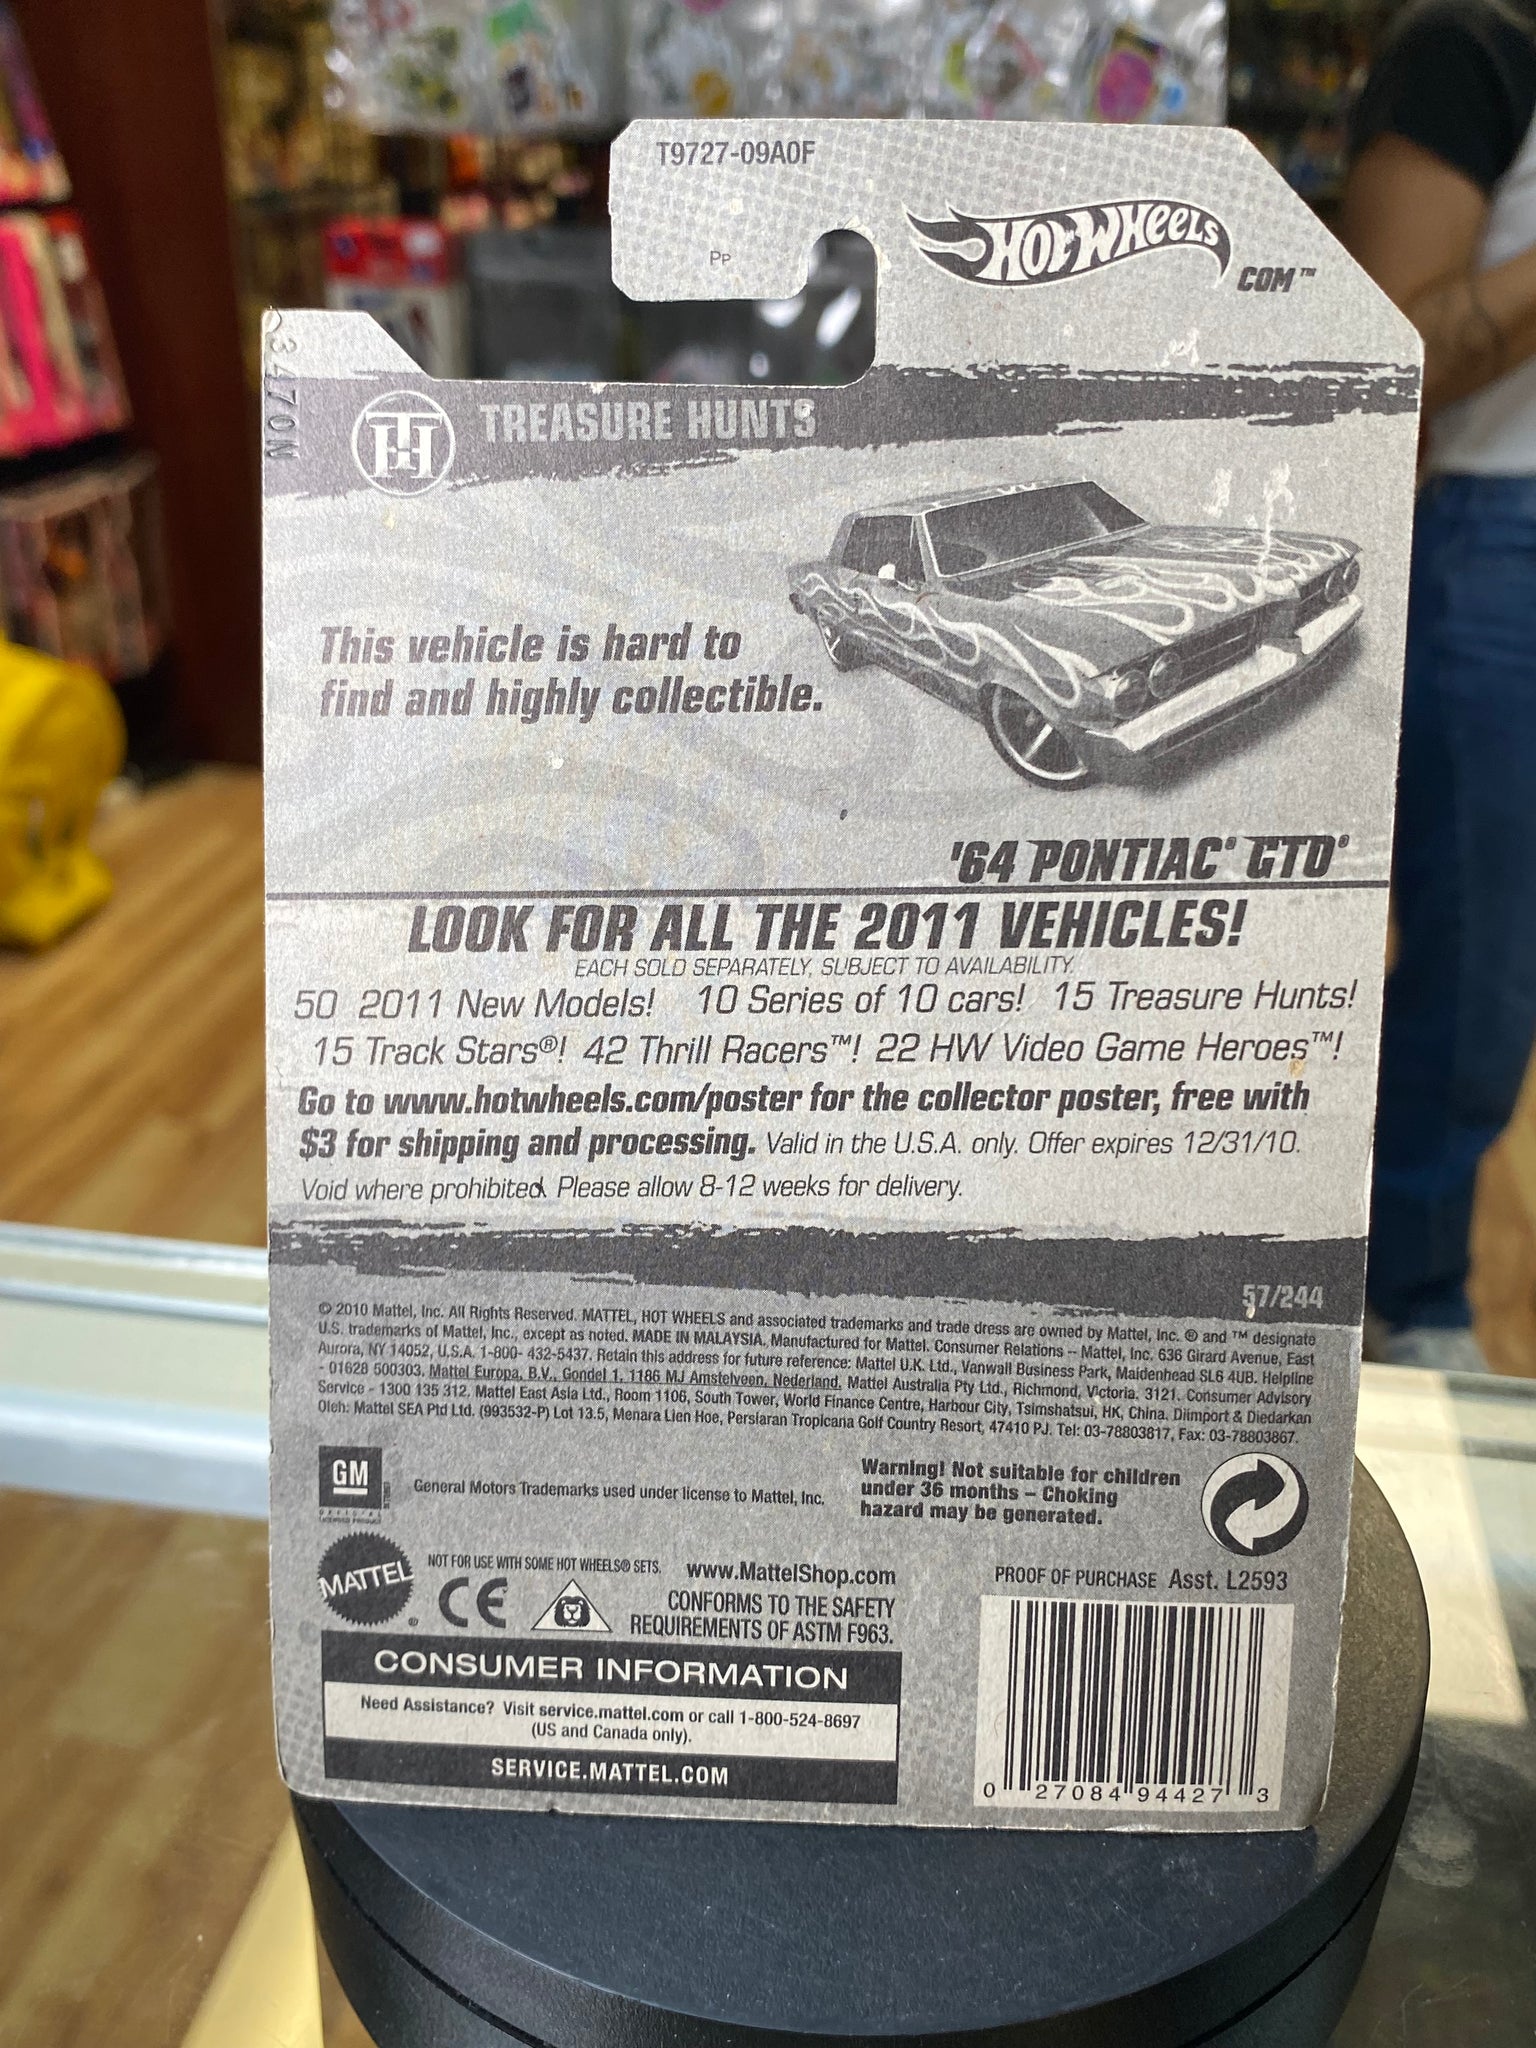 T9727-09A0F
Pp
HOT WHEELS
.COM™
3470N
TH TREASURE HUNTS
This vehicle is hard to
find and highly collectible.
'64 PONTIAC® GTO®
LOOK FOR ALL THE 2011 VEHICLES!
EACH SOLD SEPARATELY, SUBJECT TO AVAILABILITY.
50 2011 New Models! 10 Series of 10 cars! 15 Treasure Hunts!
15 Track Stars®! 42 Thrill Racers™! 22 HW Video Game Heroes™!
Go to www.hotwheels.com/poster for the collector poster, free with
$3 for shipping and processing. Valid in the U.S.A. only. Offer expires 12/31/10.
Void where prohibited. Please allow 8-12 weeks for delivery.
57/244
© 2010 Mattel, Inc. All Rights Reserved. MATTEL, HOT WHEELS and associated trademarks and trade dress are owned by Mattel, Inc. ® and ™ designate
U.S. trademarks of Mattel, Inc., except as noted. MADE IN MALAYSIA. Manufactured for Mattel. Consumer Relations – Mattel, Inc. 636 Girard Avenue, East
Aurora, NY 14052, U.S.A. 1-800- 432-5437. Retain this address for future reference: Mattel U.K. Ltd., Vanwall Business Park, Maidenhead SL6 4UB. Helpline
- 01628 500303. Mattel Europa, B.V., Gondel 1, 1186 MJ Amstelveen, Nederland. Mattel Australia Pty Ltd., Richmond, Victoria. 3121. Consumer Advisory
Service - 1300 135 312. Mattel East Asia Ltd., Room 1106, South Tower, World Finance Centre, Harbour City, Tsimshatsui, HK, China. Diimport & Diedarkan
Oleh: Mattel SEA Ptd Ltd. (993532-P) Lot 13.5, Menara Lien Hoe, Persiaran Tropicana Golf Country Resort, 47410 PJ. Tel: 03-78803817, Fax: 03-78803867.
GM
OFFICIAL
LICENSED PRODUCT
General Motors Trademarks used under license to Mattel, Inc.
Warning! Not suitable for children
under 36 months – Choking
hazard may be generated.
MATTEL®
NOT FOR USE WITH SOME HOT WHEELS® SETS.
CE
www.MattelShop.com
CONFORMS TO THE SAFETY
REQUIREMENTS OF ASTM F963.
PROOF OF PURCHASE Asst. L2593
CONSUMER INFORMATION
Need Assistance? Visit service.mattel.com or call 1-800-524-8697
(US and Canada only).
SERVICE.MATTEL.COM
0 27084 94427 3